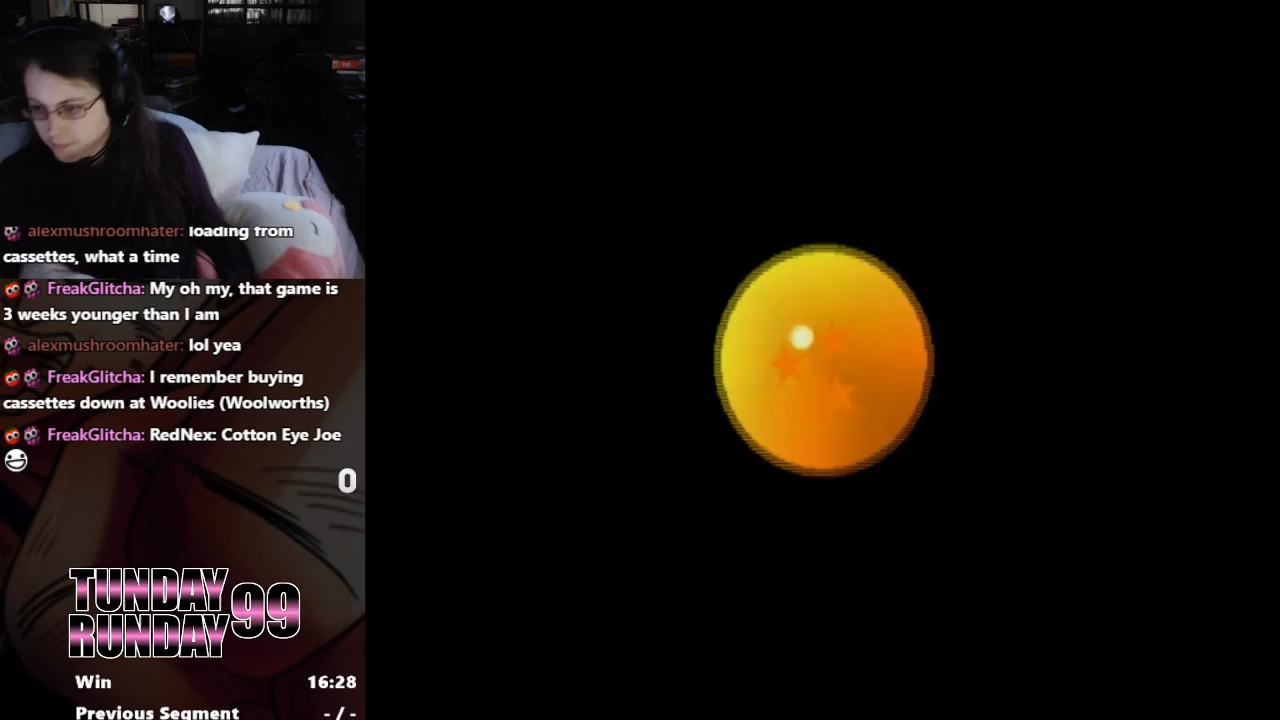 alexmushroomhater: loading from
cassettes, what a time
FreakGlitcha: My oh my, that game is
3 weeks younger than I am
alexmushroomhater: lol yea
FreakGlitcha: I remember buying
cassettes down at Woolies (Woolworths)
FreakGlitcha: RedNex: Cotton Eye Joe
0
TUNDAY
RUNDAY 99
Win 16:28
Previous Segment - / -